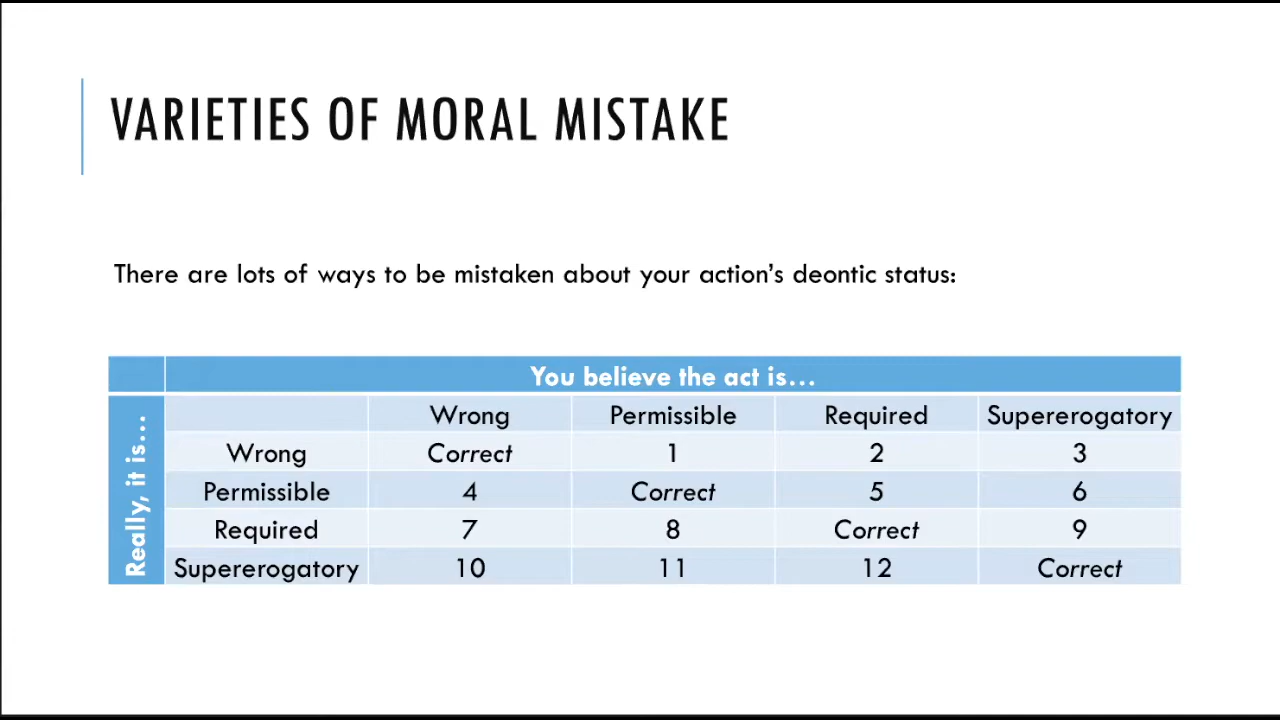 VARIETIES OF MORAL MISTAKE
There are lots of ways to be mistaken about your action's deontic status:
You believe the act is...
Really, it is...
Wrong Permissible Required Supererogatory
Wrong Correct 1 2 3
Permissible 4 Correct 5 6
Required 7 8 Correct 9
Supererogatory 10 11 12 Correct